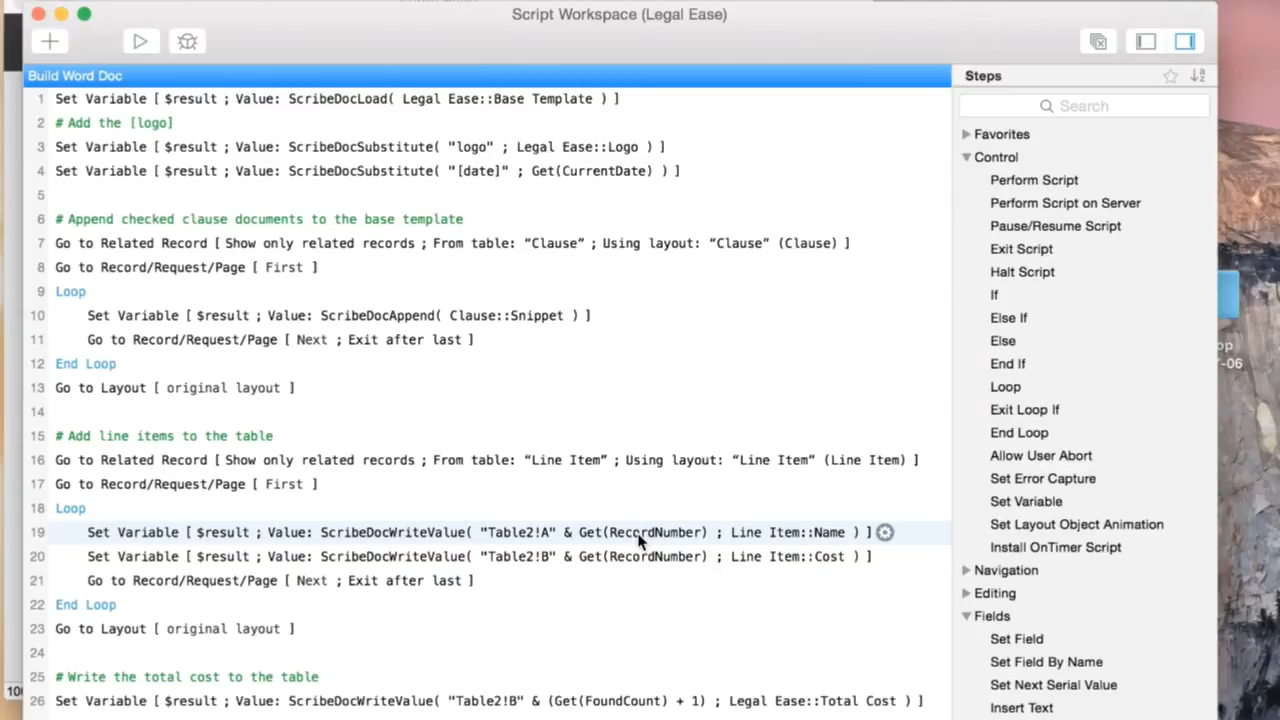 Script Workspace (Legal Ease)
Build Word Doc
1 Set Variable [ $result ; Value: ScribeDocLoad( Legal Ease::Base Template ) ]
2 # Add the [logo]
3 Set Variable [ $result ; Value: ScribeDocSubstitute( "logo" ; Legal Ease::Logo ) ]
4 Set Variable [ $result ; Value: ScribeDocSubstitute( "[date]" ; Get(CurrentDate) ) ]
5
6 # Append checked clause documents to the base template
7 Go to Related Record [ Show only related records ; From table: “Clause” ; Using layout: “Clause” (Clause) ]
8 Go to Record/Request/Page [ First ]
9 Loop
10 Set Variable [ $result ; Value: ScribeDocAppend( Clause::Snippet ) ]
11 Go to Record/Request/Page [ Next ; Exit after last ]
12 End Loop
13 Go to Layout [ original layout ]
14
15 # Add line items to the table
16 Go to Related Record [ Show only related records ; From table: “Line Item” ; Using layout: “Line Item” (Line Item) ]
17 Go to Record/Request/Page [ First ]
18 Loop
19 Set Variable [ $result ; Value: ScribeDocWriteValue( "Table2!A" & Get(RecordNumber) ; Line Item::Name ) ]
20 Set Variable [ $result ; Value: ScribeDocWriteValue( "Table2!B" & Get(RecordNumber) ; Line Item::Cost ) ]
21 Go to Record/Request/Page [ Next ; Exit after last ]
22 End Loop
23 Go to Layout [ original layout ]
24
25 # Write the total cost to the table
26 Set Variable [ $result ; Value: ScribeDocWriteValue( "Table2!B" & (Get(FoundCount) + 1) ; Legal Ease::Total Cost ) ]
Steps
Search
Favorites
Control
Perform Script
Perform Script on Server
Pause/Resume Script
Exit Script
Halt Script
If
Else If
Else
End If
Loop
Exit Loop If
End Loop
Allow User Abort
Set Error Capture
Set Variable
Set Layout Object Animation
Install OnTimer Script
Navigation
Editing
Fields
Set Field
Set Field By Name
Set Next Serial Value
Insert Text